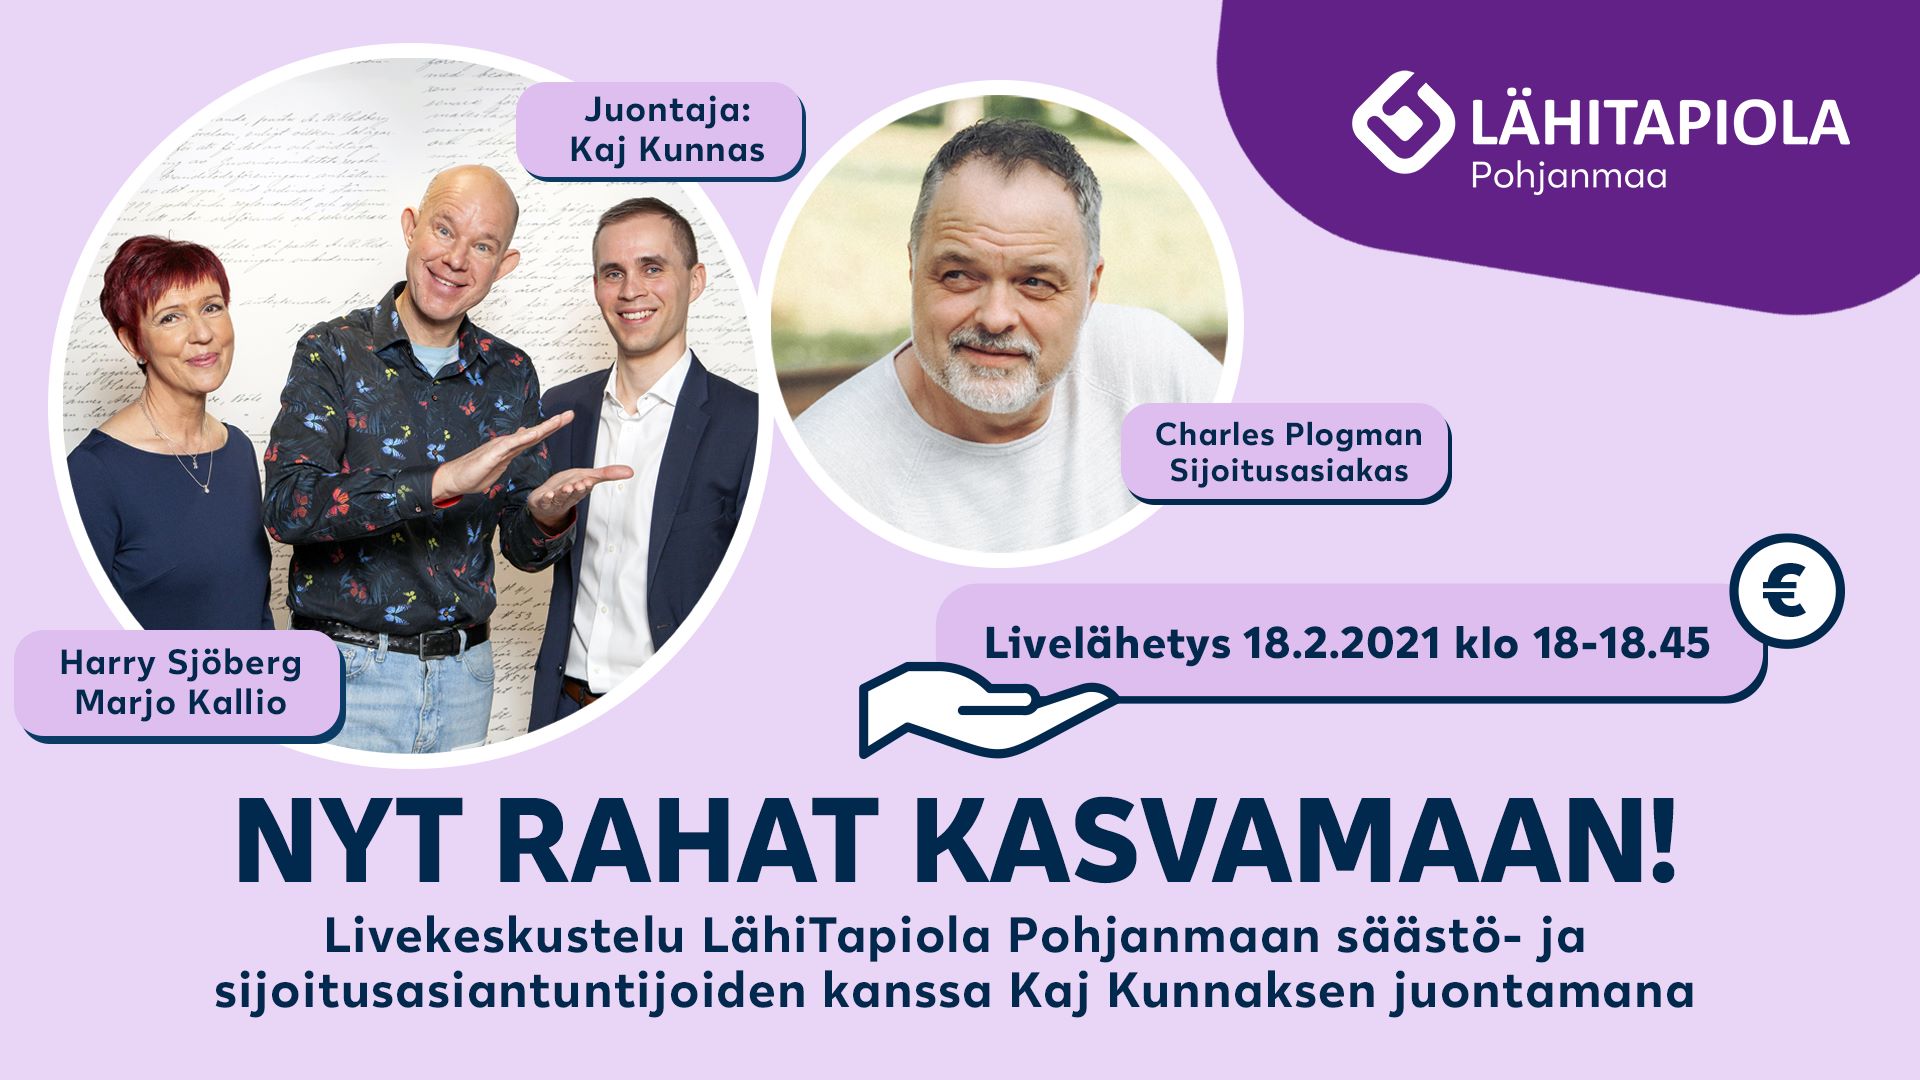 Juontaja:
Kaj Kunnas
LÄHITAPIOLA
Pohjanmaa
Charles Plogman
Sijoitusasiakas
Harry Sjöberg
Marjo Kallio
€
Livelähetys 18.2.2021 klo 18-18.45
NYT RAHAT KASVAMAAN!
Livekeskustelu LähiTapiola Pohjanmaan säästö- ja
sijoitusasiantuntijoiden kanssa Kaj Kunnaksen juontamana